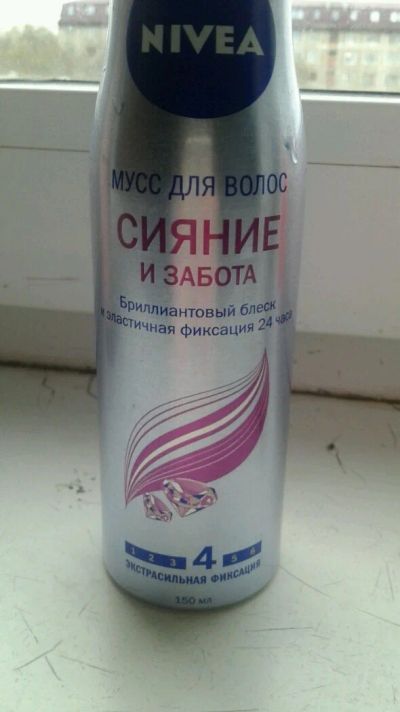 NIVEA
МУСС ДЛЯ ВОЛОС
СИЯНИЕ
И ЗАБОТА
Бриллиантовый блеск
и эластичная фиксация 24 часа
1 2 3 4 5 6
ЭКСТРАСИЛЬНАЯ ФИКСАЦИЯ
150 мл